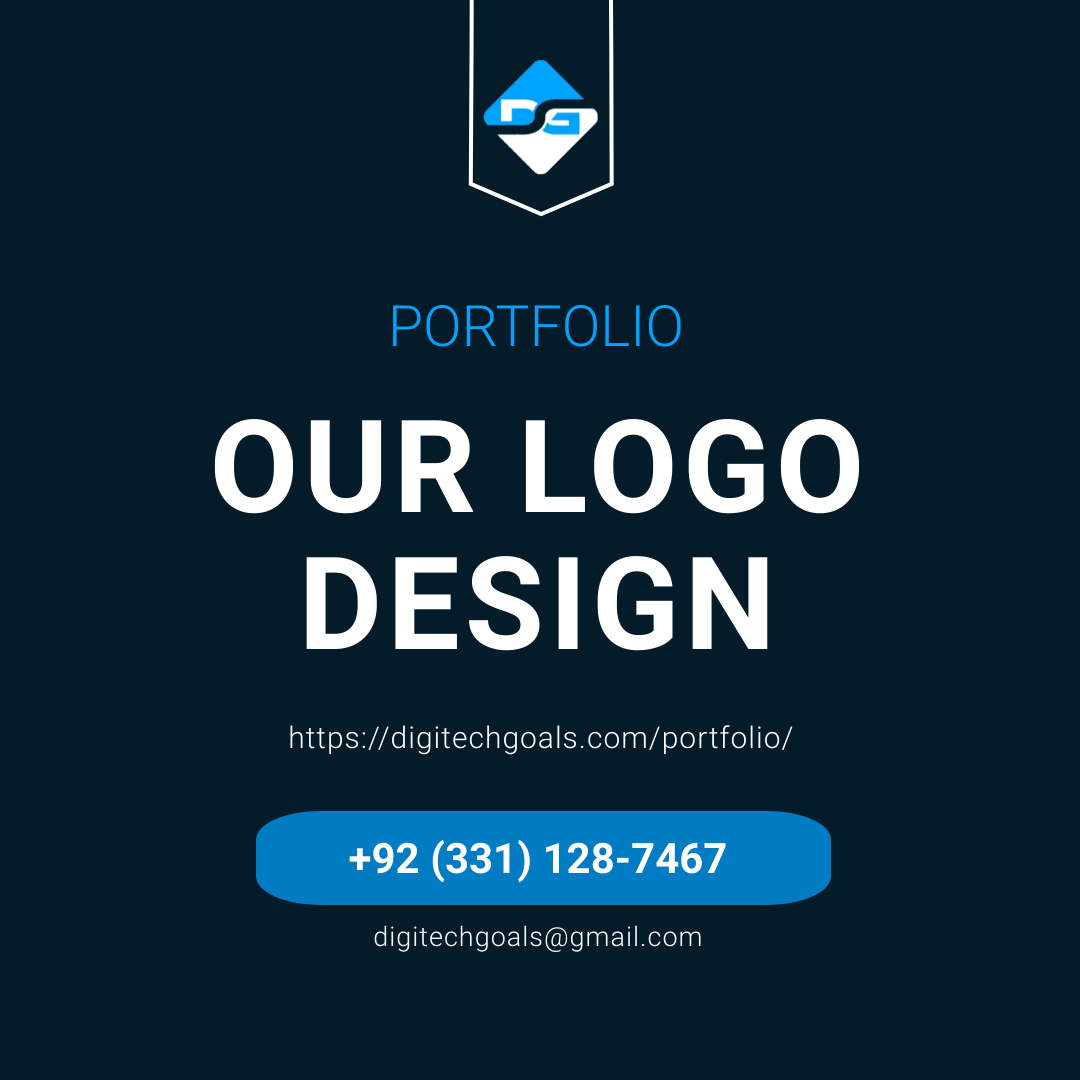 DG
PORTFOLIO
OUR LOGO
DESIGN
https://digitechgoals.com/portfolio/
+92 (331) 128-7467
digitechgoals@gmail.com